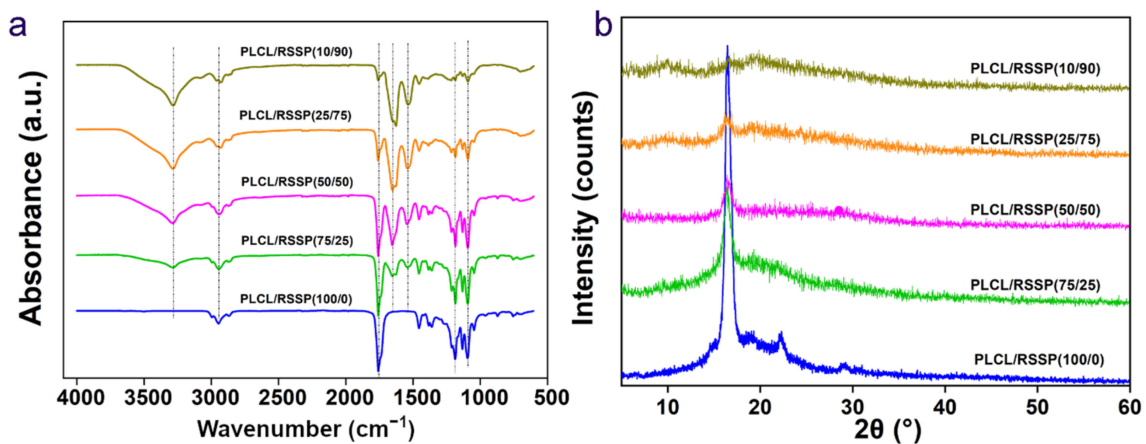 a
Absorbance (a.u.)
PLCL/RSSP(10/90)
PLCL/RSSP(25/75)
PLCL/RSSP(50/50)
PLCL/RSSP(75/25)
PLCL/RSSP(100/0)
4000 3500 3000 2500 2000 1500 1000 500
Wavenumber (cm⁻¹)
b
Intensity (counts)
PLCL/RSSP(10/90)
PLCL/RSSP(25/75)
PLCL/RSSP(50/50)
PLCL/RSSP(75/25)
PLCL/RSSP(100/0)
10 20 30 40 50 60
2θ (°)